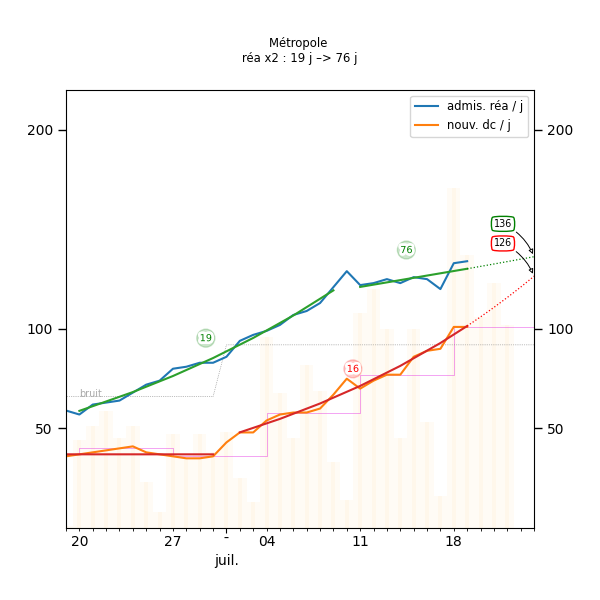 Métropole
réa x2 : 19 j –> 76 j
admis. réa / j
nouv. dc / j
200
200
136
126
76
19
100
100
16
bruit
50
50
20
27
-
04
11
18
juil.